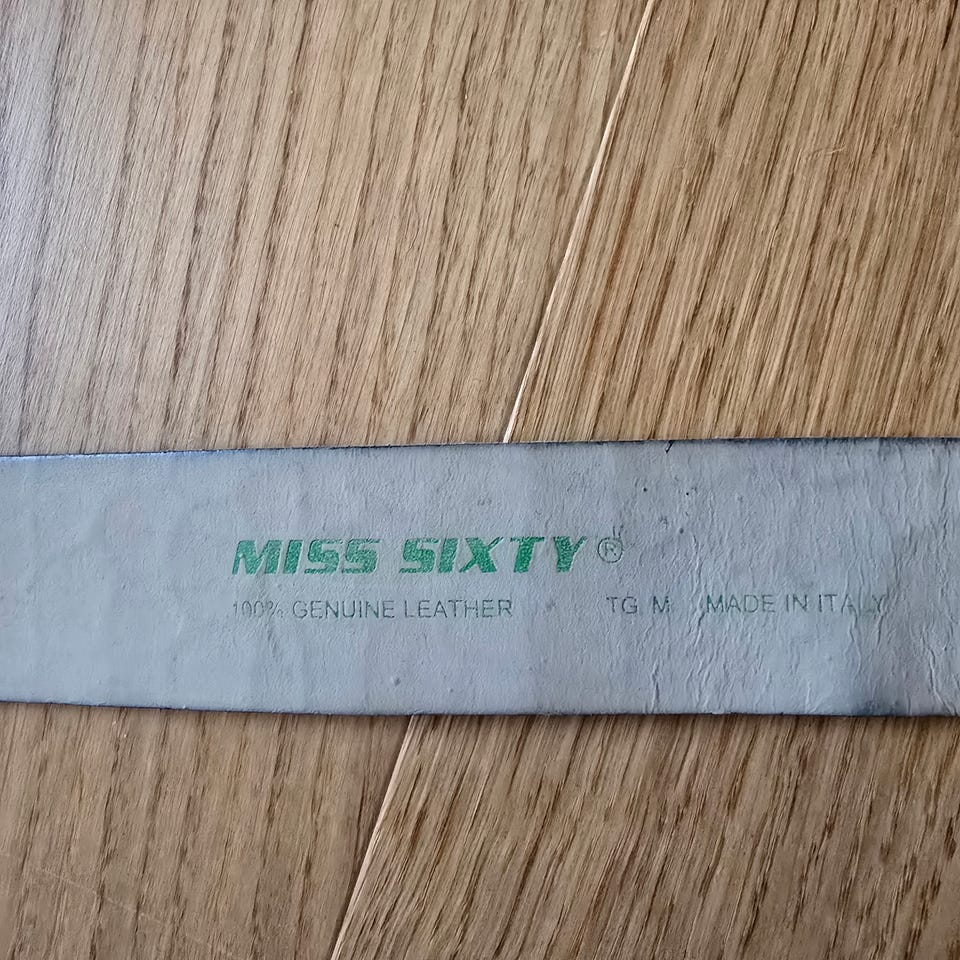 MISS SIXTY®
100% GENUINE LEATHER TG M MADE IN ITALY